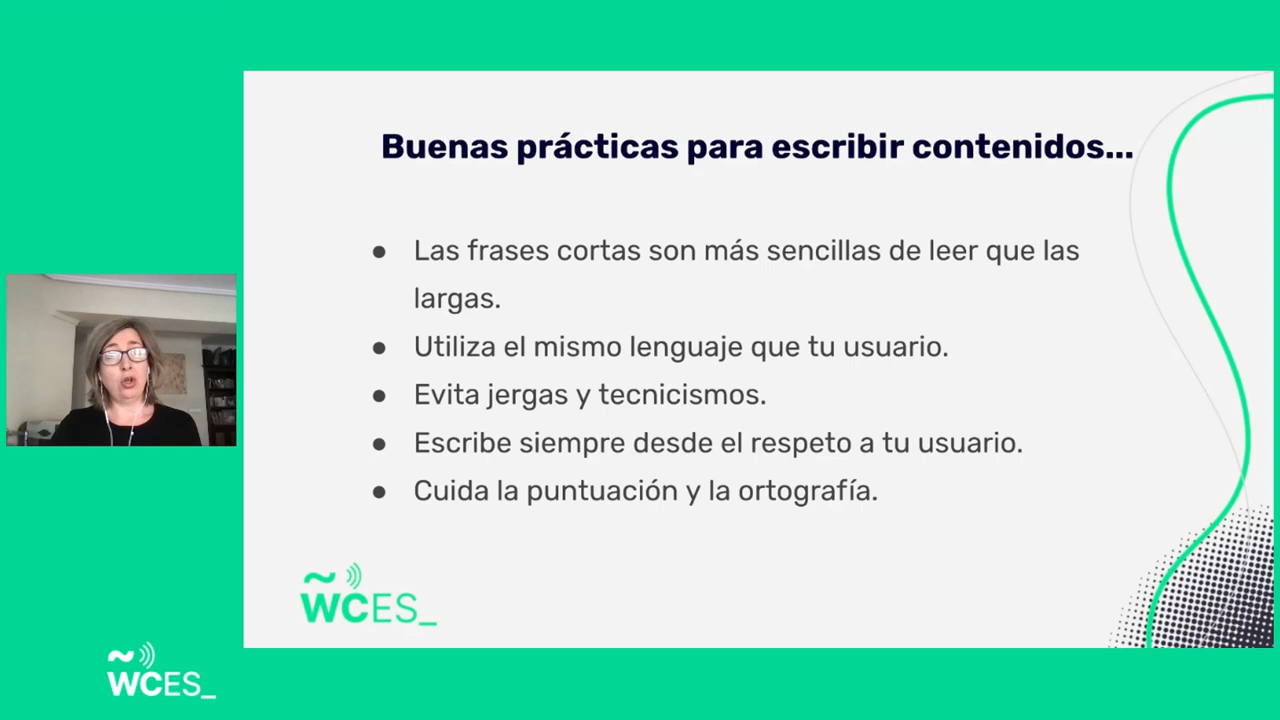 Buenas prácticas para escribir contenidos...
● Las frases cortas son más sencillas de leer que las
largas.
● Utiliza el mismo lenguaje que tu usuario.
● Evita jergas y tecnicismos.
● Escribe siempre desde el respeto a tu usuario.
● Cuida la puntuación y la ortografía.
WCES_
WCES_